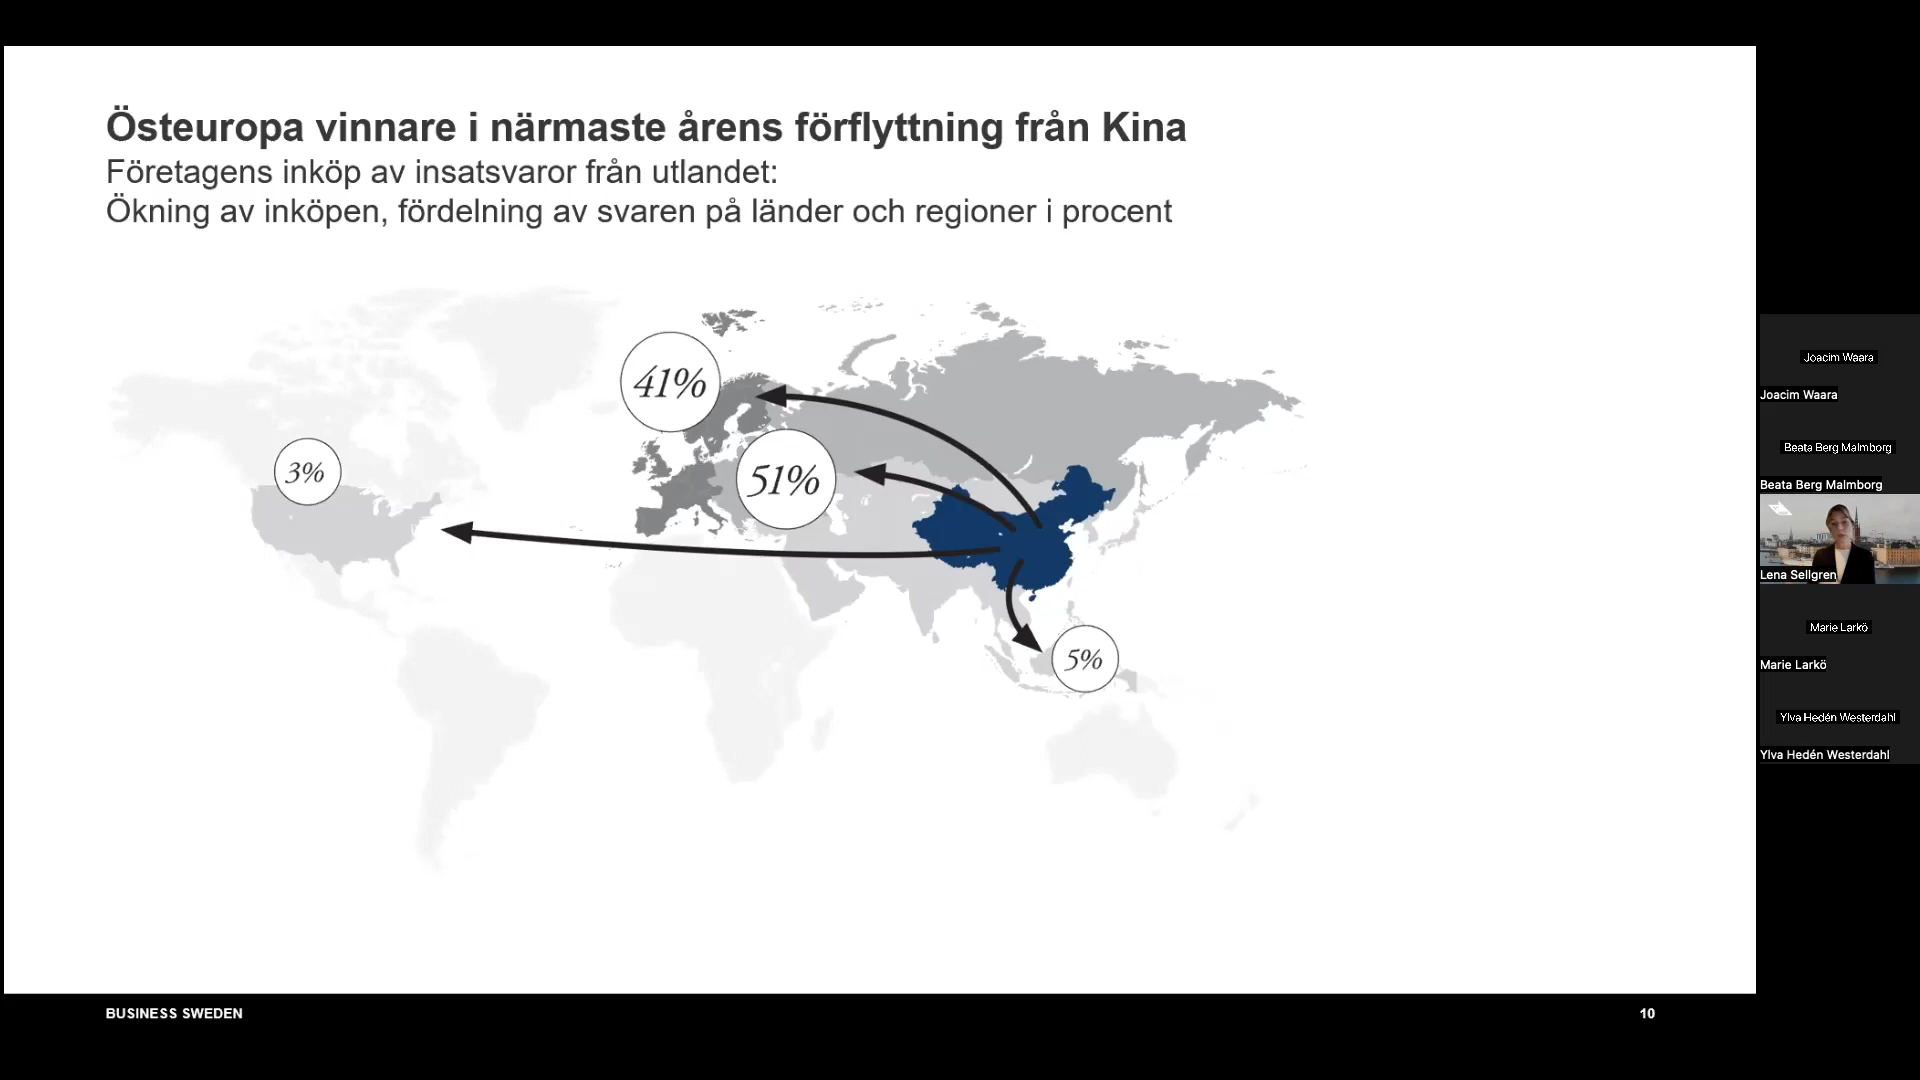 Östeuropa vinnare i närmaste årens förflyttning från Kina
Företagens inköp av insatsvaror från utlandet:
Ökning av inköpen, fördelning av svaren på länder och regioner i procent
41%
3%
51%
5%
Joacim Waara
Joacim Waara
Beata Berg Malmborg
Beata Berg Malmborg
Lena Sellgren
Marie Larkö
Marie Larkö
Ylva Hedén Westerdahl
Ylva Hedén Westerdahl
BUSINESS SWEDEN
10